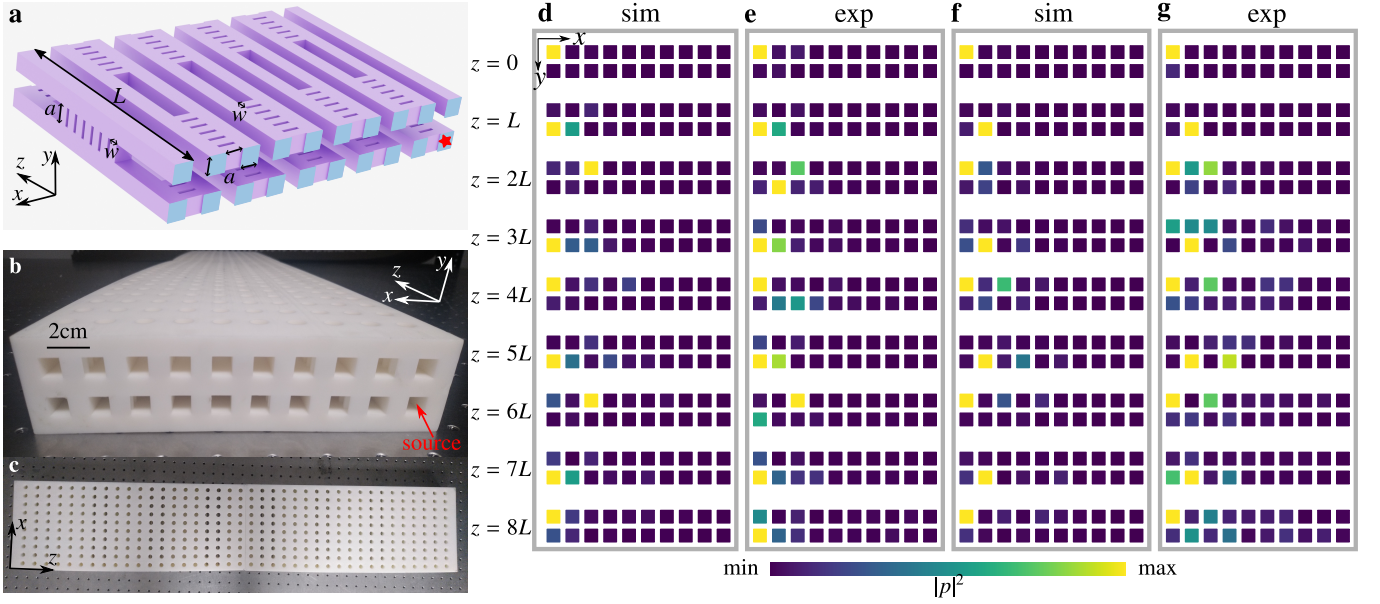 a
L
a
w
w
a
z
y
x
b
z
y
x
2cm
source
c
x
z
d sim
e exp
f sim
g exp
x
y
z = 0
z = L
z = 2L
z = 3L
z = 4L
z = 5L
z = 6L
z = 7L
z = 8L
min max
|p|²